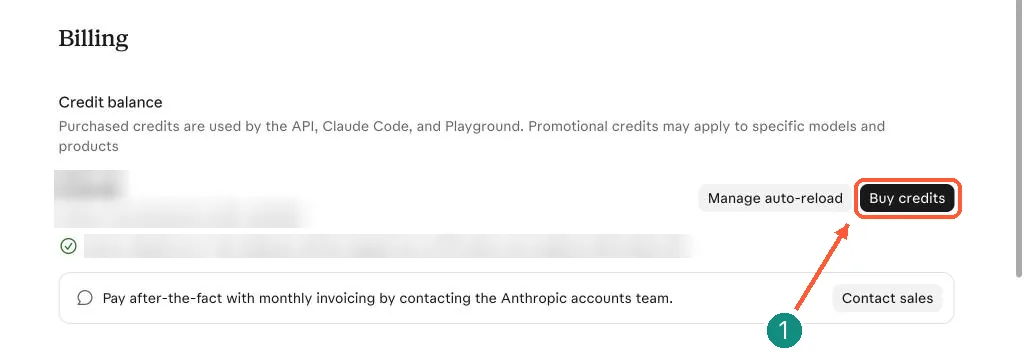 Billing
Credit balance
Purchased credits are used by the API, Claude Code, and Playground. Promotional credits may apply to specific models and
products
Manage auto-reload
Buy credits
Pay after-the-fact with monthly invoicing by contacting the Anthropic accounts team.
Contact sales
1